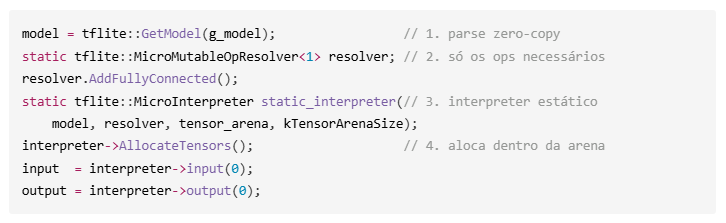 model = tflite::GetModel(g_model);                 // 1. parse zero-copy
static tflite::MicroMutableOpResolver<1> resolver; // 2. só os ops necessários
resolver.AddFullyConnected();
static tflite::MicroInterpreter static_interpreter(// 3. interpreter estático
    model, resolver, tensor_arena, kTensorArenaSize);
interpreter->AllocateTensors();                    // 4. aloca dentro da arena
input  = interpreter->input(0);
output = interpreter->output(0);